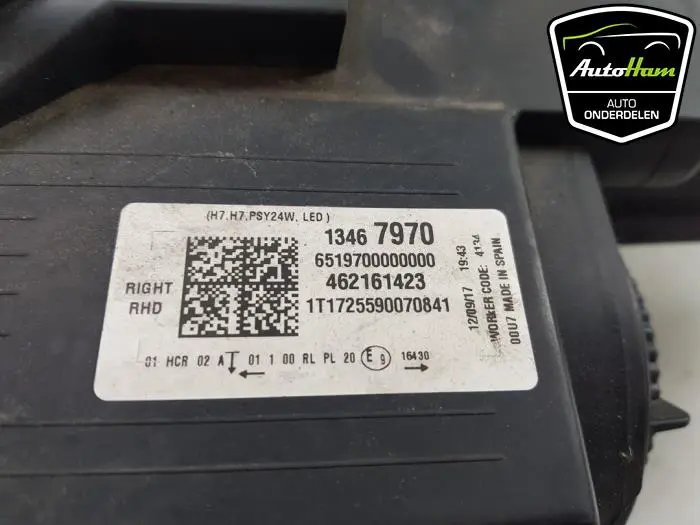 AutoHam
AUTO
ONDERDELEN
(H7,H7,PSY24W, LED)
1346 7970
6519700000000
462161423
1T1725590070841
RIGHT
RHD
12/09/17 19:43
WORKER CODE: 4134
00U7 MADE IN SPAIN
01 HCR 02 A 01 1 00 RL PL 20 E9 16430